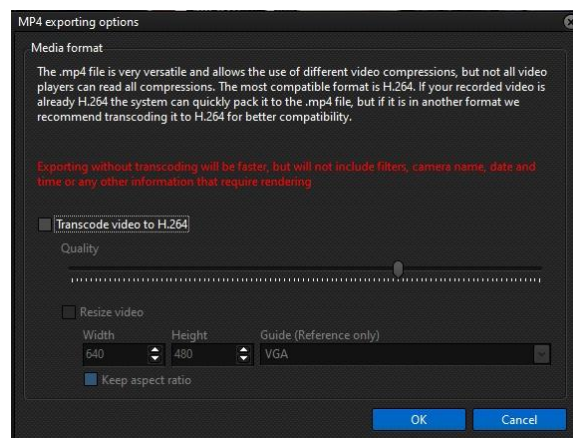 MP4 exporting options
Media format
The .mp4 file is very versatile and allows the use of different video compressions, but not all video
players can read all compressions. The most compatible format is H.264. If your recorded video is
already H.264 the system can quickly pack it to the .mp4 file, but if it is in another format we
recommend transcoding it to H.264 for better compatibility.
Exporting without transcoding will be faster, but will not include filters, camera name, date and
time or any other information that require rendering
Transcode video to H.264
Quality
Resize video
Width Height Guide (Reference only)
640 480 VGA
Keep aspect ratio
OK Cancel